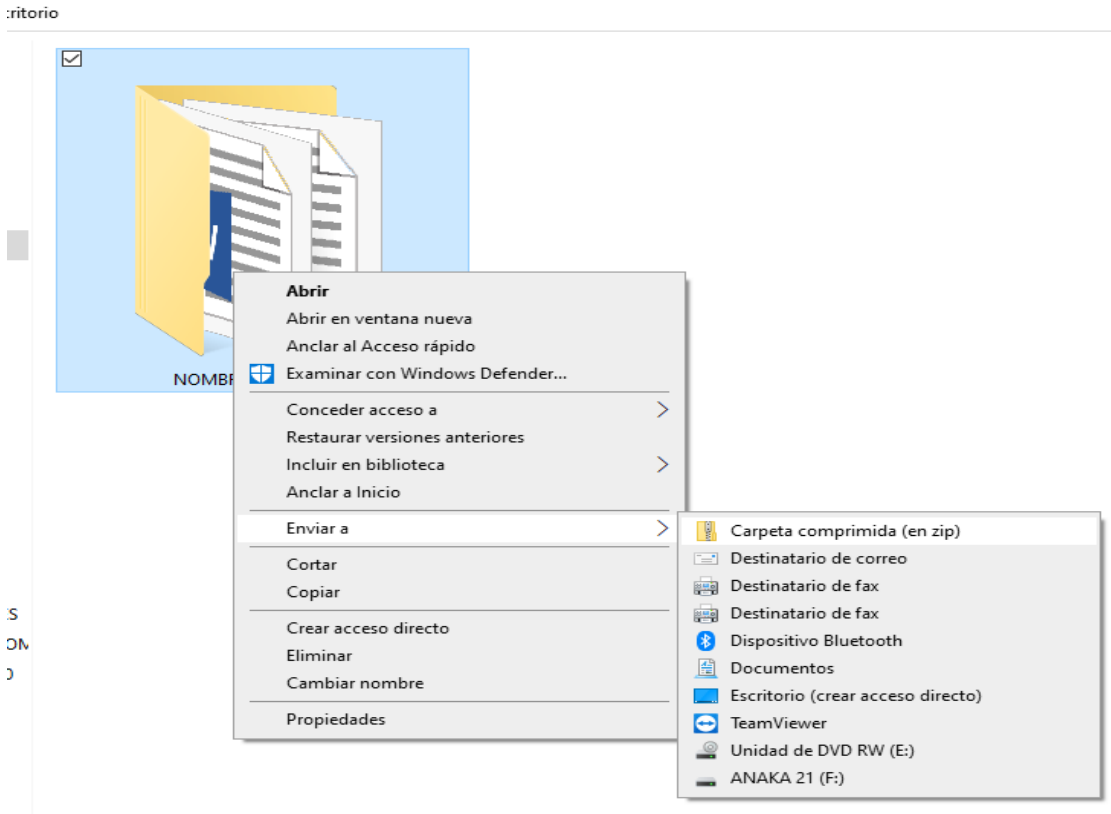 critorio
NOMBR
Abrir
Abrir en ventana nueva
Anclar al Acceso rápido
Examinar con Windows Defender...
Conceder acceso a
Restaurar versiones anteriores
Incluir en biblioteca
Anclar a Inicio
Enviar a
Cortar
Copiar
Crear acceso directo
Eliminar
Cambiar nombre
Propiedades
Carpeta comprimida (en zip)
Destinatario de correo
Destinatario de fax
Destinatario de fax
Dispositivo Bluetooth
Documentos
Escritorio (crear acceso directo)
TeamViewer
Unidad de DVD RW (E:)
ANAKA 21 (F:)